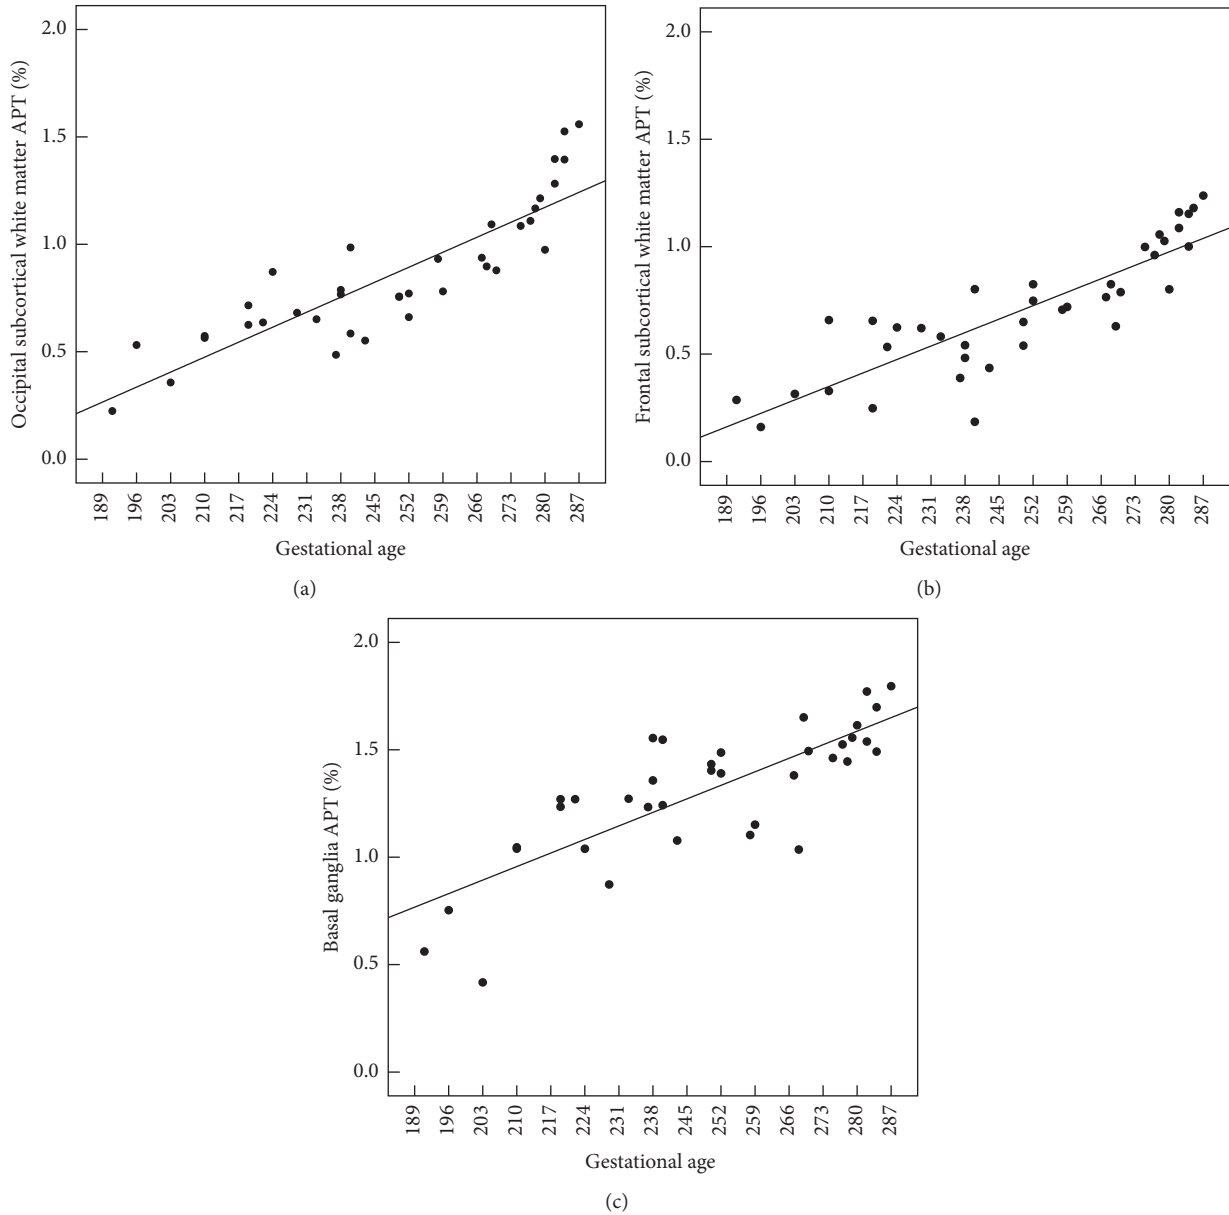 Occipital subcortical white matter APT (%)
2.0
1.5
1.0
0.5
0.0
189 196 203 210 217 224 231 238 245 252 259 266 273 280 287
Gestational age
(a)
Frontal subcortical white matter APT (%)
2.0
1.5
1.0
0.5
0.0
189 196 203 210 217 224 231 238 245 252 259 266 273 280 287
Gestational age
(b)
Basal ganglia APT (%)
2.0
1.5
1.0
0.5
0.0
189 196 203 210 217 224 231 238 245 252 259 266 273 280 287
Gestational age
(c)